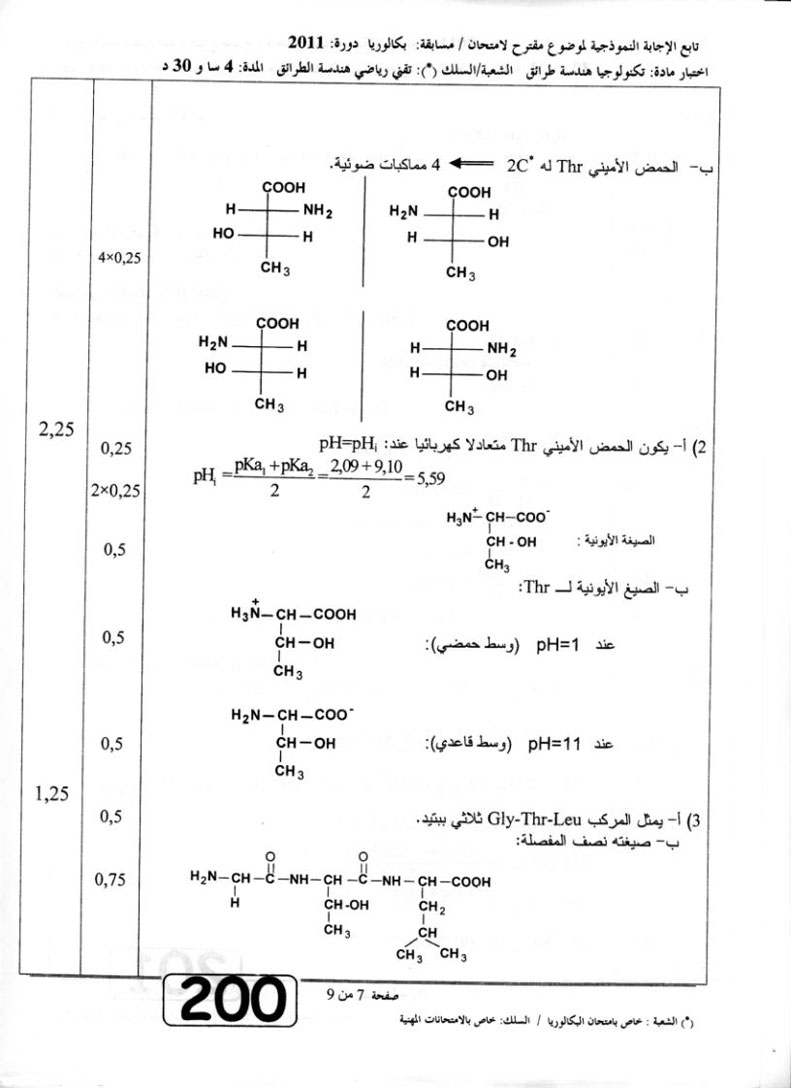 تابع الإجابة النموذجية لموضوع مقترح لامتحان / مسابقة: بكالوريا دورة: 2011
اختبار مادة: تكنولوجيا هندسة طرائق الشعبة/السلك (*): تقني رياضي هندسة الطرائق المدة: 4 سا و 30 د
ب- الحمض الأميني Thr له 2C* ⟸ 4 مماكبات ضوئية.
COOH COOH
H NH2 H2N H
HO H H OH
CH3 CH3
4×0,25
COOH COOH
H2N H H NH2
HO H H OH
CH3 CH3
2,25
2) أ- يكون الحمض الأميني Thr متعادلا كهربائيا عند: pH=pHi
0,25
pHi = (pKa1 + pKa2)/2 = (2,09 + 9,10)/2 = 5,59
2×0,25
الصيغة الأيونية :
H3N+–CH–COO-
CH - OH
CH3
0,5
ب- الصيغ الأيونية لـ Thr:
عند pH=1 (وسط حمضي):
H3N+–CH–COOH
CH–OH
CH3
0,5
عند pH=11 (وسط قاعدي):
H2N–CH–COO-
CH–OH
CH3
0,5
1,25
3) أ- يمثل المركب Gly-Thr-Leu ثلاثي ببتيد.
0,5
ب- صيغته نصف المفصلة:
O O
H2N–CH–C–NH–CH–C–NH–CH–COOH
H CH-OH CH2
CH3 CH
CH3 CH3
0,75
200
صفحة 7 من 9
(*) الشعبة : خاص بامتحان البكالوريا / السلك: خاص بالامتحانات المهنية